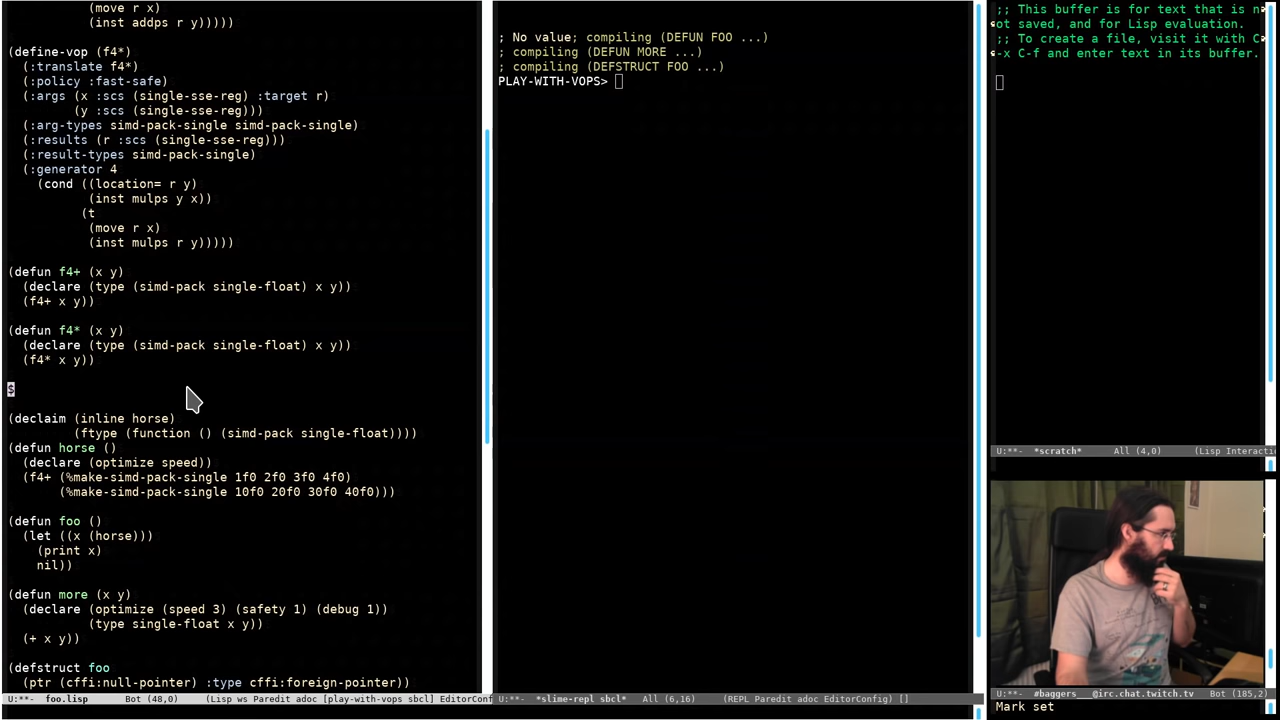 (move r x)
(inst addps r y)))))
(define-vop (f4*)
(:translate f4*)
(:policy :fast-safe)
(:args (x :scs (single-sse-reg) :target r)
(y :scs (single-sse-reg)))
(:arg-types simd-pack-single simd-pack-single)
(:results (r :scs (single-sse-reg)))
(:result-types simd-pack-single)
(:generator 4
(cond ((location= r y)
(inst mulps y x))
(t
(move r x)
(inst mulps r y)))))
(defun f4+ (x y)
(declare (type (simd-pack single-float) x y))
(f4+ x y))
(defun f4* (x y)
(declare (type (simd-pack single-float) x y))
(f4* x y))
$
(declaim (inline horse)
(ftype (function () (simd-pack single-float))))
(defun horse ()
(declare (optimize speed))
(f4+ (%make-simd-pack-single 1f0 2f0 3f0 4f0)
(%make-simd-pack-single 10f0 20f0 30f0 40f0)))
(defun foo ()
(let ((x (horse)))
(print x)
nil))
(defun more (x y)
(declare (optimize (speed 3) (safety 1) (debug 1))
(type single-float x y))
(+ x y))
(defstruct foo
(ptr (cffi:null-pointer) :type cffi:foreign-pointer))
U:**- foo.lisp Bot (48,0) (Lisp ws Paredit adoc [play-with-vops sbcl] EditorConf
; No value; compiling (DEFUN FOO ...)
; compiling (DEFUN MORE ...)
; compiling (DEFSTRUCT FOO ...)
PLAY-WITH-VOPS>
U:**- *slime-repl sbcl* All (6,16) (REPL Paredit adoc EditorConfig) []
;; This buffer is for text that is n
ot saved, and for Lisp evaluation.
;; To create a file, visit it with C
-x C-f and enter text in its buffer.
U:**- *scratch* All (4,0) (Lisp Interacti
U:**- #baggers___@irc.chat.twitch.tv Bot (185,2)
Mark set